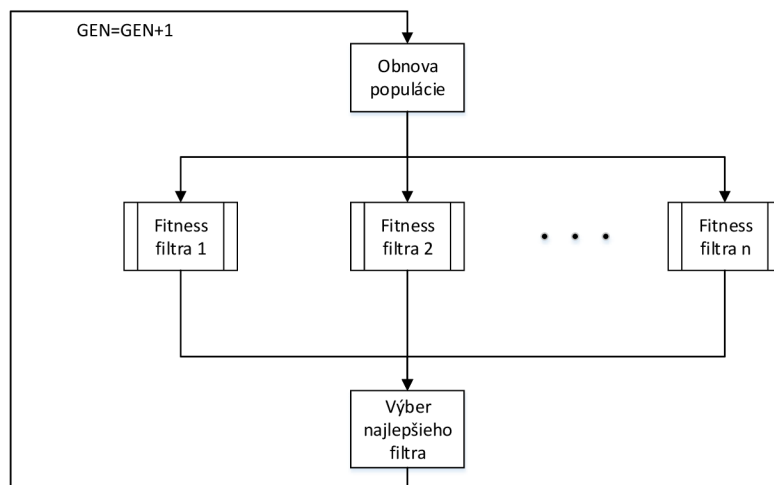 GEN=GEN+1
Obnova
populácie
Fitness
filtra 1
Fitness
filtra 2
Fitness
filtra n
Výber
najlepšieho
filtra